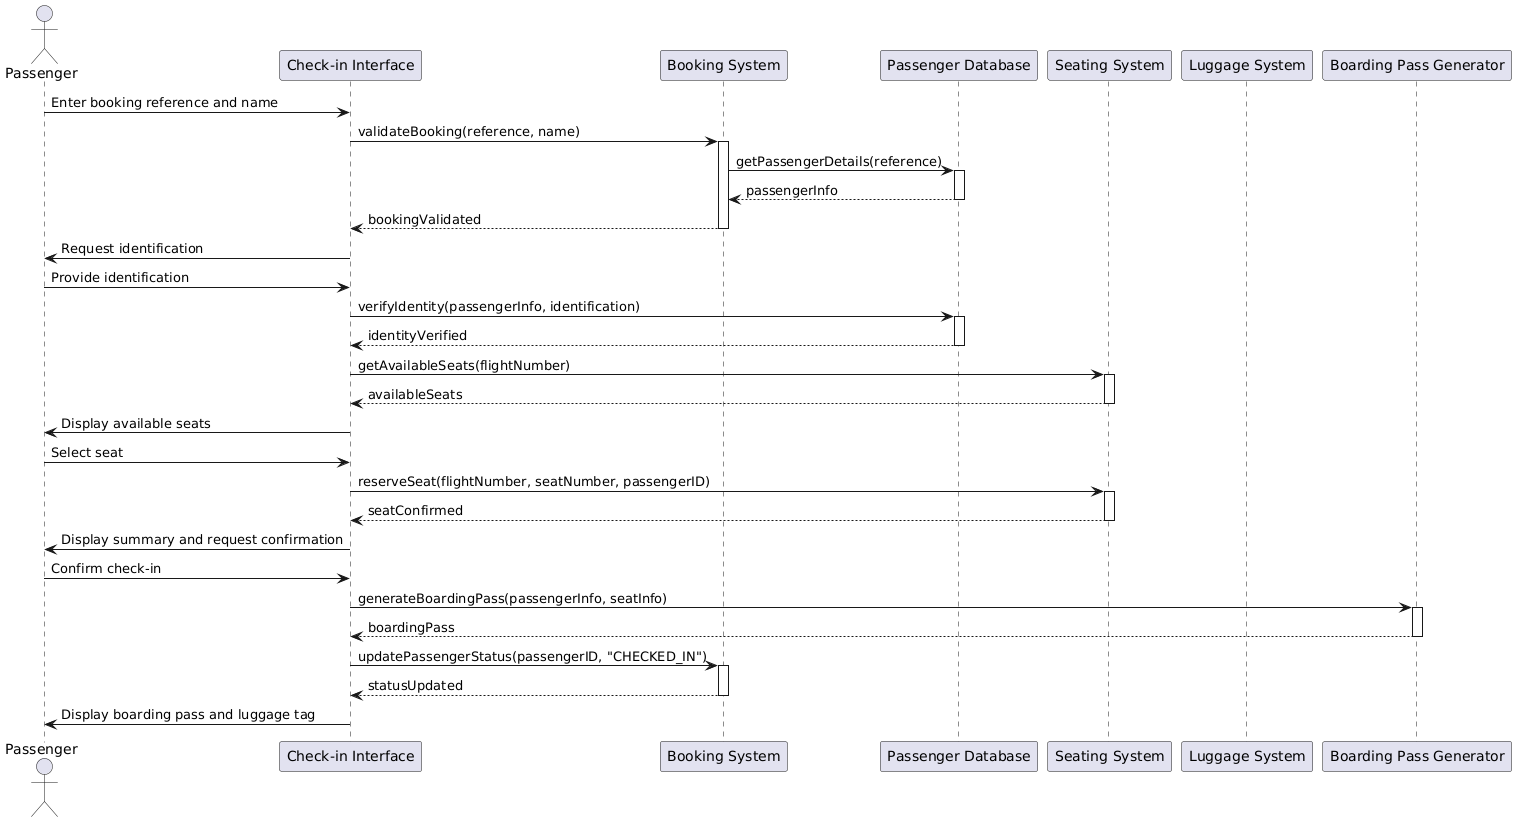 Passenger
Check-in Interface
Booking System
Passenger Database
Seating System
Luggage System
Boarding Pass Generator
Enter booking reference and name
validateBooking(reference, name)
getPassengerDetails(reference)
passengerInfo
bookingValidated
Request identification
Provide identification
verifyIdentity(passengerInfo, identification)
identityVerified
getAvailableSeats(flightNumber)
availableSeats
Display available seats
Select seat
reserveSeat(flightNumber, seatNumber, passengerID)
seatConfirmed
Display summary and request confirmation
Confirm check-in
generateBoardingPass(passengerInfo, seatInfo)
boardingPass
updatePassengerStatus(passengerID, "CHECKED_IN")
statusUpdated
Display boarding pass and luggage tag
Passenger
Check-in Interface
Booking System
Passenger Database
Seating System
Luggage System
Boarding Pass Generator